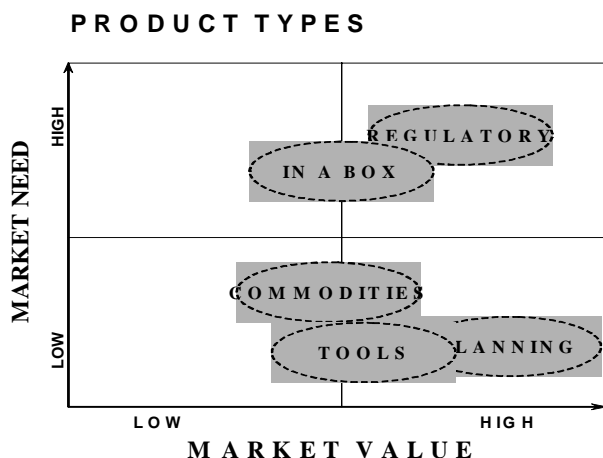 PRODUCT TYPES
HIGH
REGULATORY
IN A BOX
MARKET NEED
COMMODITIES
TOOLS
LANNING
LOW
LOW
HIGH
MARKET VALUE